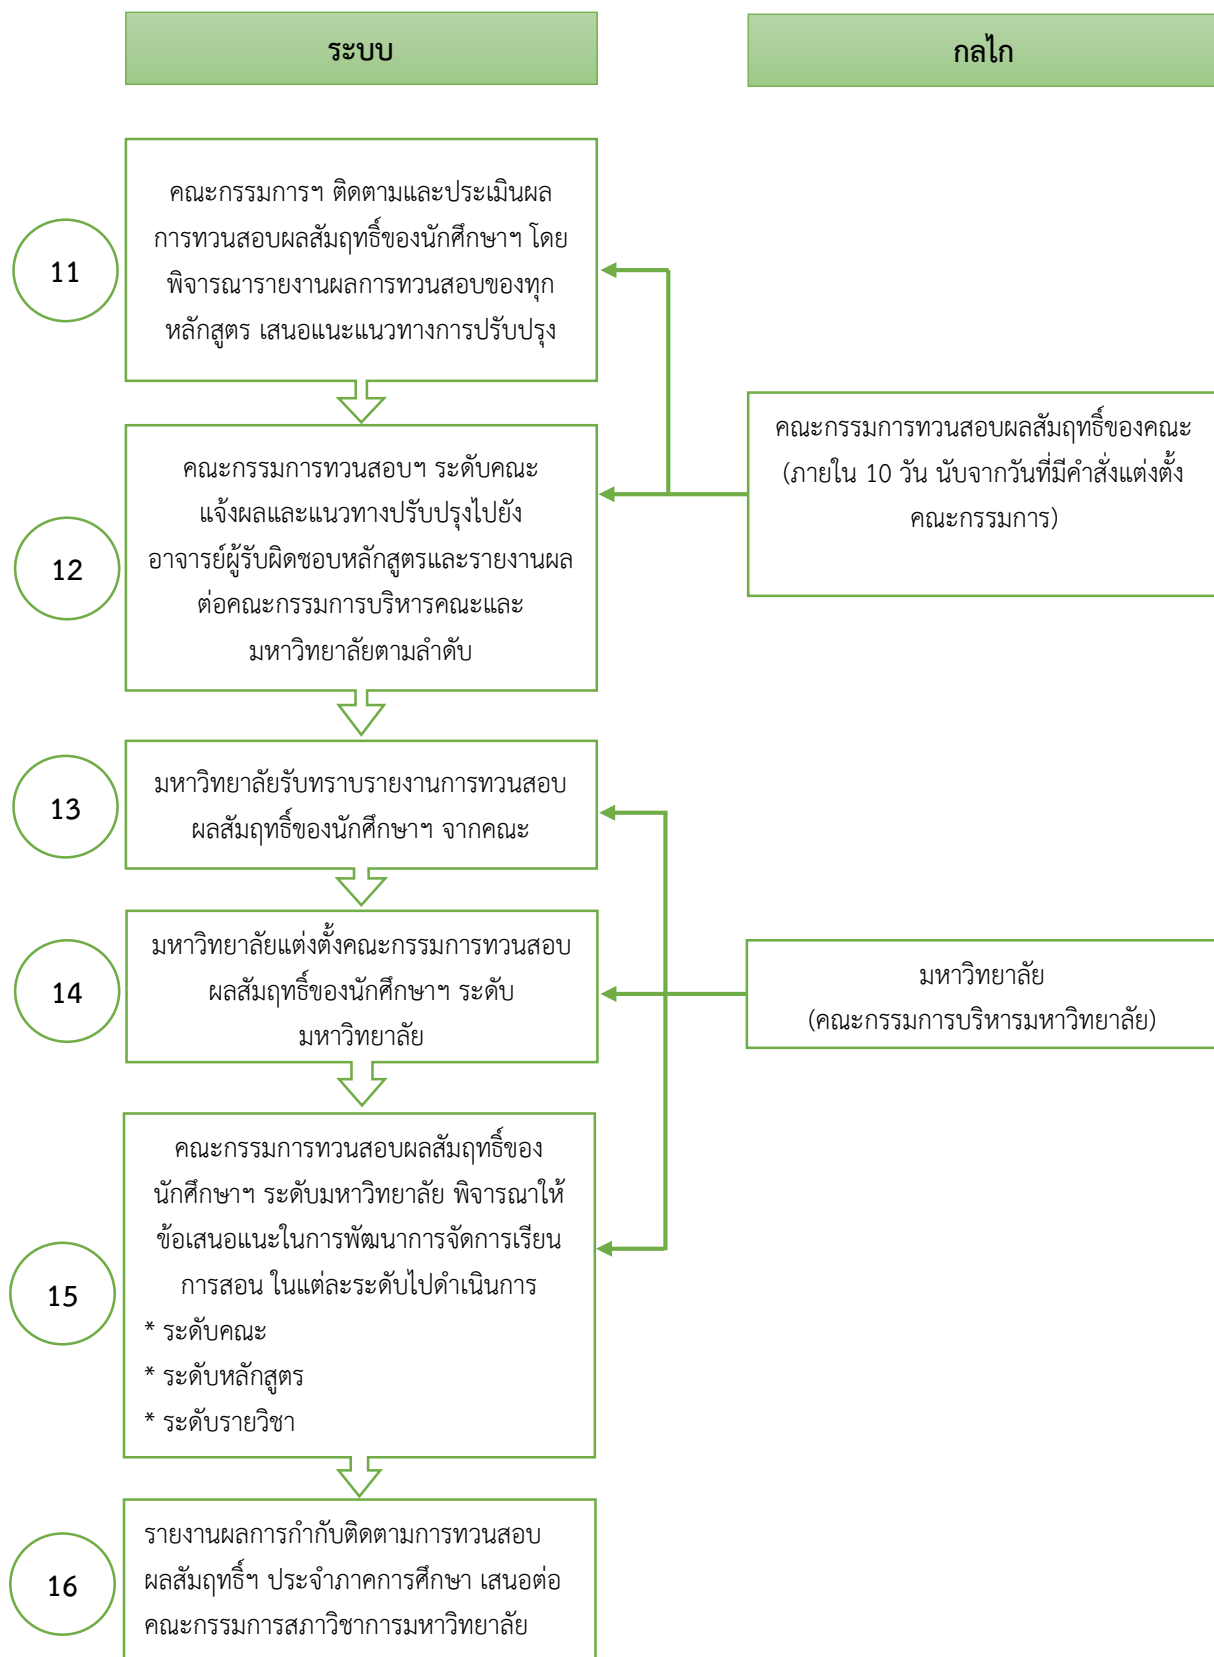 ระบบ
กลไก
11
คณะกรรมการฯ ติดตามและประเมินผล
การทวนสอบผลสัมฤทธิ์ของนักศึกษาฯ โดย
พิจารณารายงานผลการทวนสอบของทุก
หลักสูตร เสนอแนะแนวทางการปรับปรุง
คณะกรรมการทวนสอบผลสัมฤทธิ์ของคณะ
(ภายใน 10 วัน นับจากวันที่มีคำสั่งแต่งตั้ง
คณะกรรมการ)
12
คณะกรรมการทวนสอบฯ ระดับคณะ
แจ้งผลและแนวทางปรับปรุงไปยัง
อาจารย์ผู้รับผิดชอบหลักสูตรและรายงานผล
ต่อคณะกรรมการบริหารคณะและ
มหาวิทยาลัยตามลำดับ
13
มหาวิทยาลัยรับทราบรายงานการทวนสอบ
ผลสัมฤทธิ์ของนักศึกษาฯ จากคณะ
14
มหาวิทยาลัยแต่งตั้งคณะกรรมการทวนสอบ
ผลสัมฤทธิ์ของนักศึกษาฯ ระดับ
มหาวิทยาลัย
มหาวิทยาลัย
(คณะกรรมการบริหารมหาวิทยาลัย)
15
คณะกรรมการทวนสอบผลสัมฤทธิ์ของ
นักศึกษาฯ ระดับมหาวิทยาลัย พิจารณาให้
ข้อเสนอแนะในการพัฒนาการจัดการเรียน
การสอน ในแต่ละระดับไปดำเนินการ
* ระดับคณะ
* ระดับหลักสูตร
* ระดับรายวิชา
16
รายงานผลการกำกับติดตามการทวนสอบ
ผลสัมฤทธิ์ฯ ประจำภาคการศึกษา เสนอต่อ
คณะกรรมการสภาวิชาการมหาวิทยาลัย